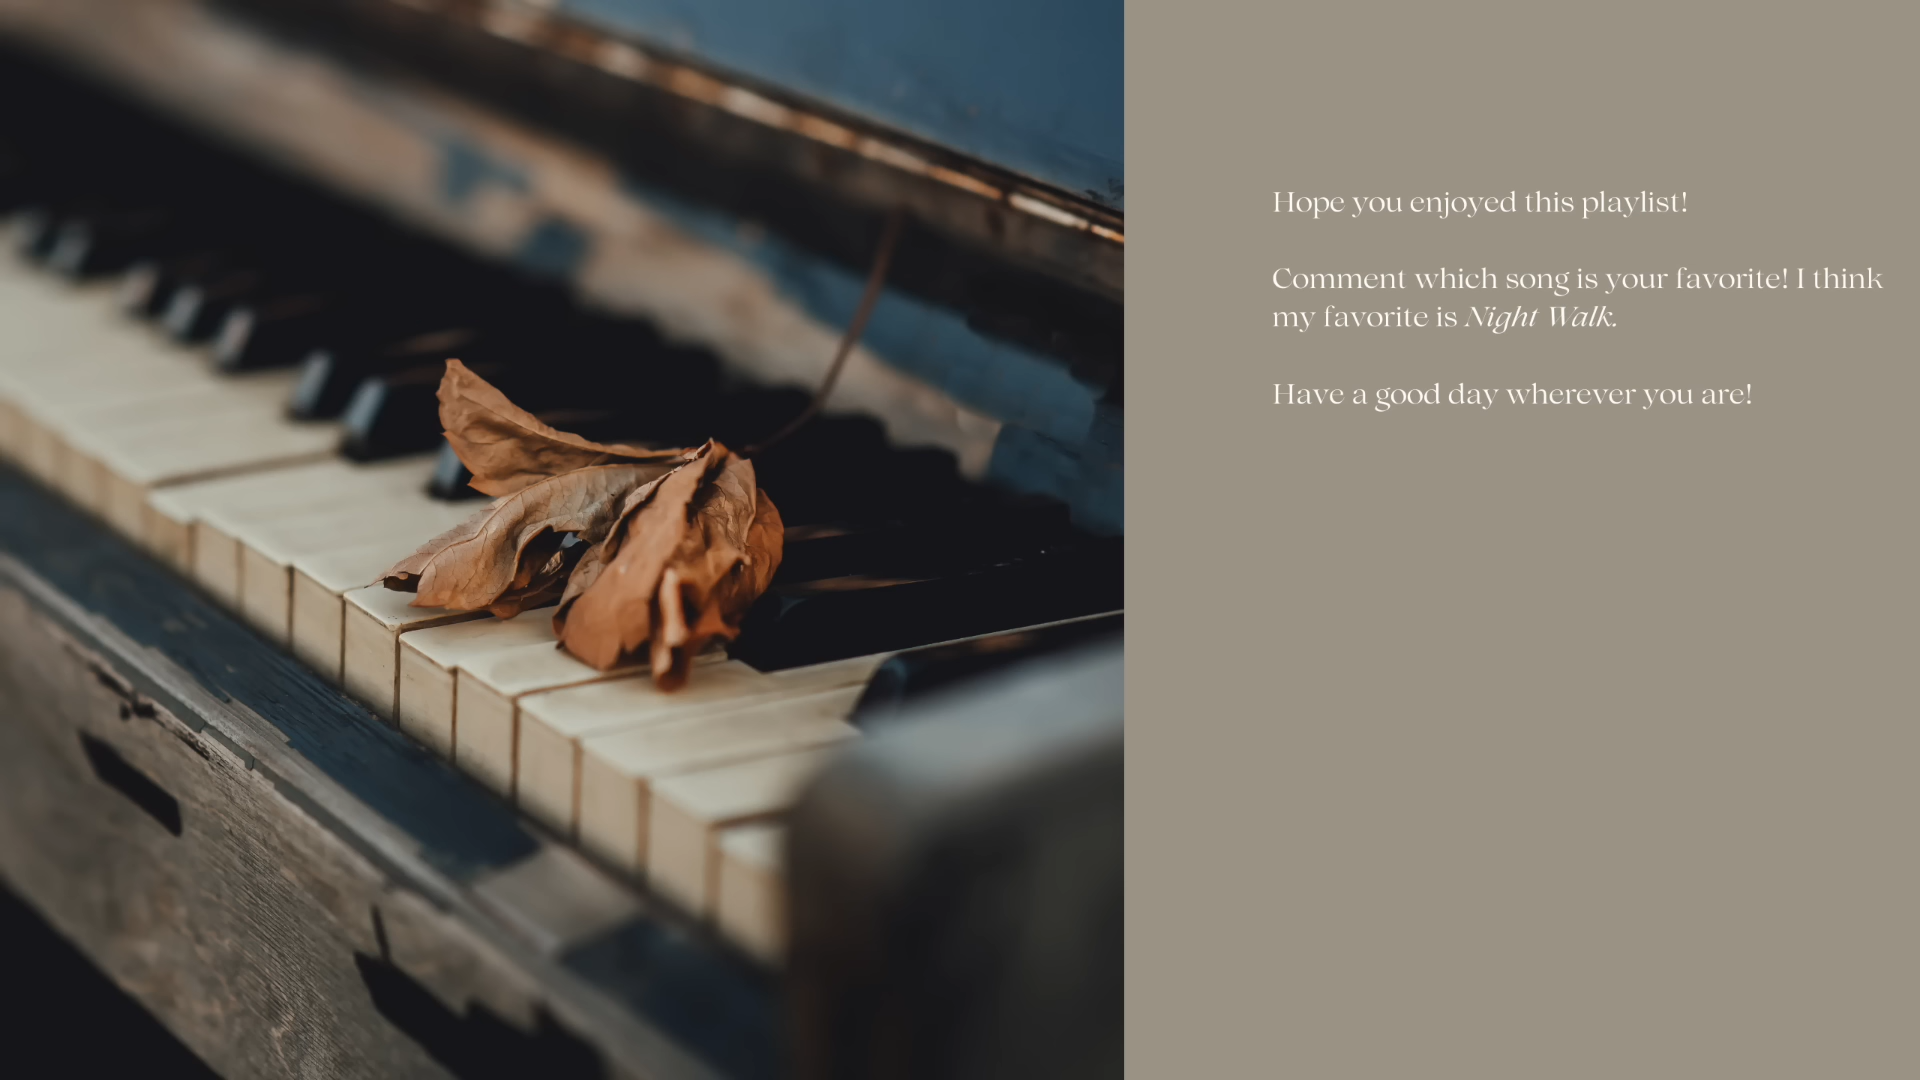 Hope you enjoyed this playlist!
Comment which song is your favorite! I think
my favorite is Night Walk.
Have a good day wherever you are!